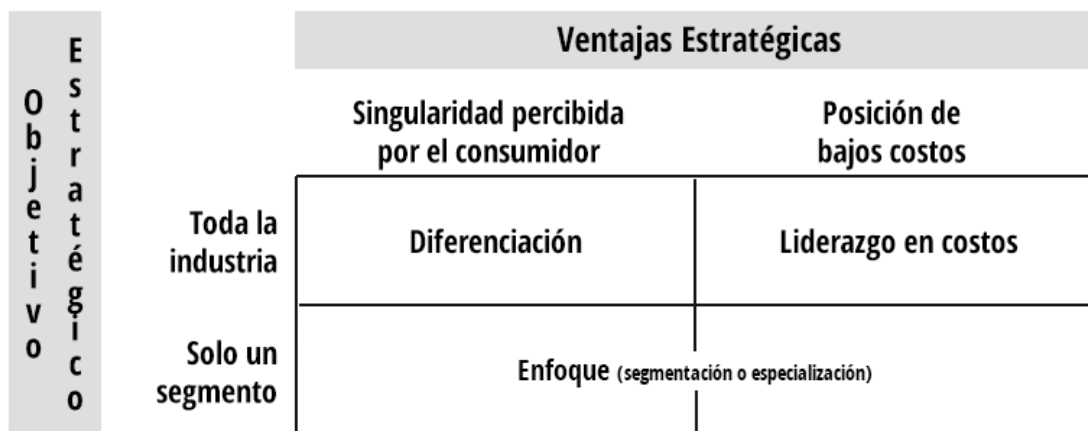 Objetivo
Estratégico
Ventajas Estratégicas
Singularidad percibida
por el consumidor
Posición de
bajos costos
Toda la
industria
Diferenciación
Liderazgo en costos
Solo un
segmento
Enfoque (segmentación o especialización)